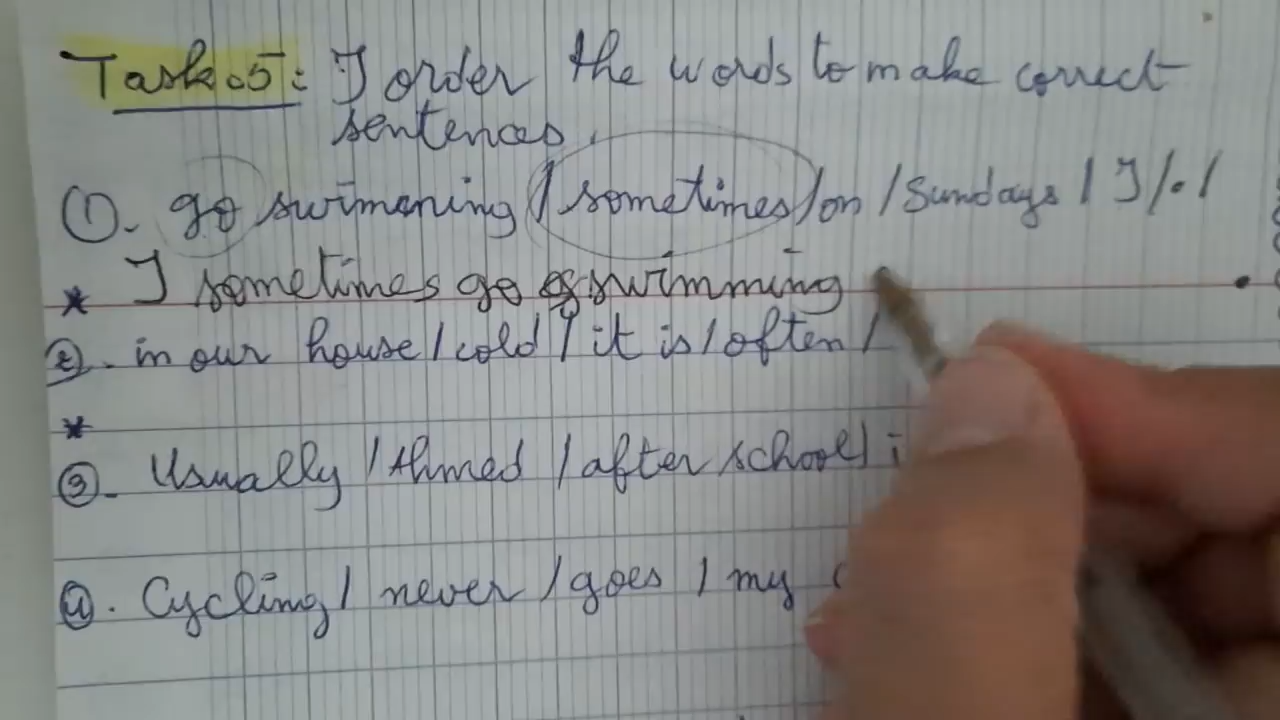 Task.5: I order the words to make correct
sentences.
①. go swimming / sometimes / on / Sundays / I / . /
* I sometimes go swimming
②. in our house / cold / it is / often /
*
③. Usually / Ahmed / after school /
④. Cycling / never / goes / my